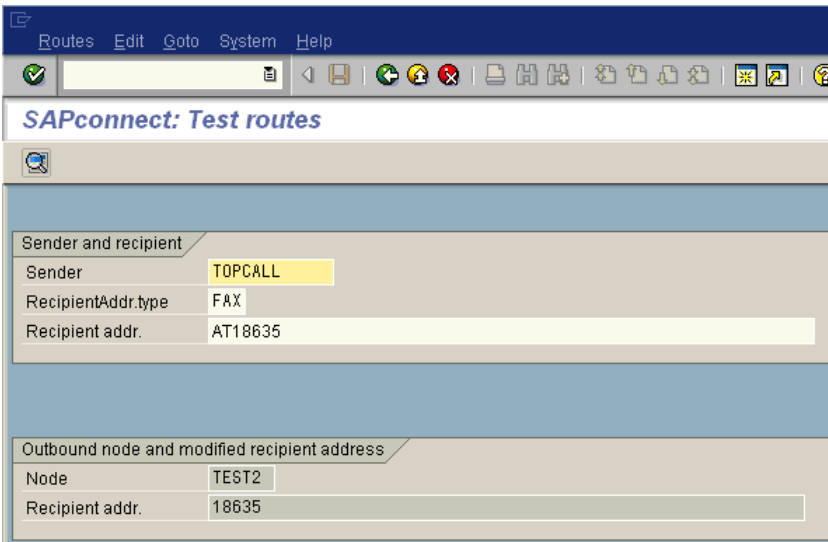 Routes Edit Goto System Help
SAPconnect: Test routes
Sender and recipient
Sender TOPCALL
RecipientAddr.type FAX
Recipient addr. AT18635
Outbound node and modified recipient address
Node TEST2
Recipient addr. 18635